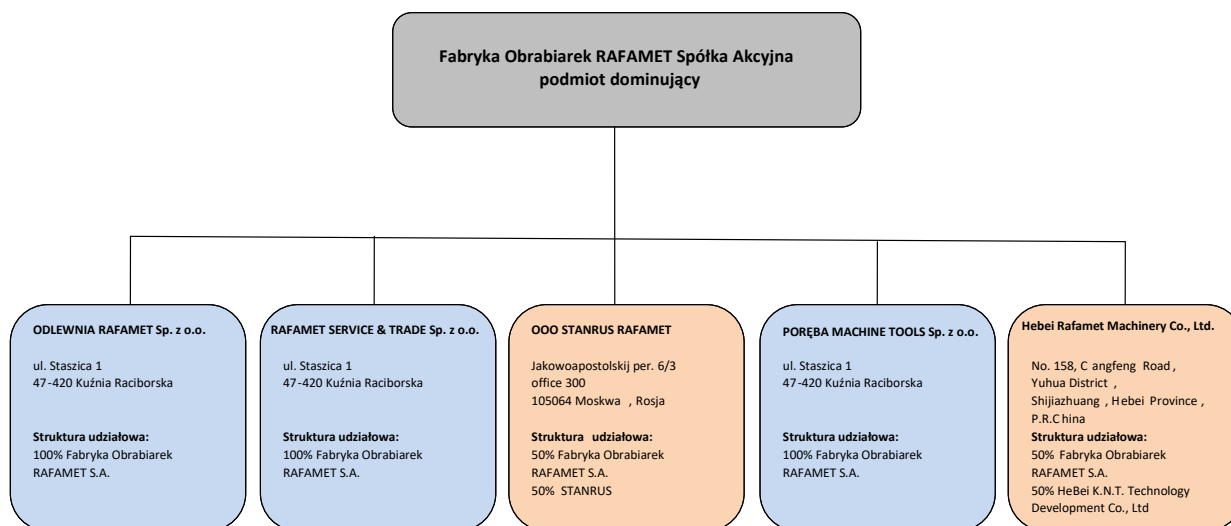 Fabryka Obrabiarek RAFAMET Spółka Akcyjna
podmiot dominujący
ODLEWNIA RAFAMET Sp. z o.o.
ul. Staszica 1
47-420 Kuźnia Raciborska
Struktura udziałowa:
100% Fabryka Obrabiarek
RAFAMET S.A.
RAFAMET SERVICE & TRADE Sp. z o.o.
ul. Staszica 1
47-420 Kuźnia Raciborska
Struktura udziałowa:
100% Fabryka Obrabiarek
RAFAMET S.A.
OOO STANRUS RAFAMET
Jakowoapostolskij per. 6/3
office 300
105064 Moskwa , Rosja
Struktura udziałowa:
50% Fabryka Obrabiarek
RAFAMET S.A.
50% STANRUS
PORĘBA MACHINE TOOLS Sp. z o.o.
ul. Staszica 1
47-420 Kuźnia Raciborska
Struktura udziałowa:
100% Fabryka Obrabiarek
RAFAMET S.A.
Hebei Rafamet Machinery Co., Ltd.
No. 158, C angfeng Road ,
Yuhua District ,
Shijiazhuang , Hebei Province ,
P.R.C hina
Struktura udziałowa:
50% Fabryka Obrabiarek
RAFAMET S.A.
50% HeBei K.N.T. Technology
Development Co., Ltd